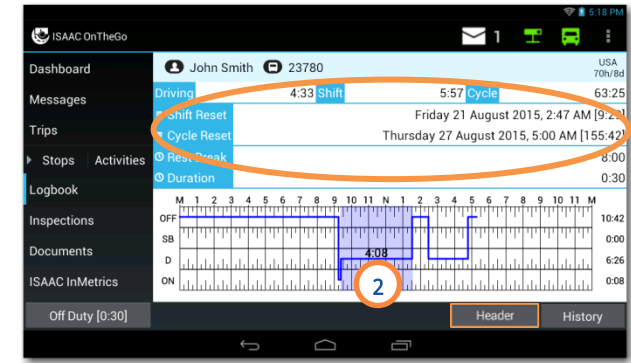 5:18 PM
ISAAC OnTheGo 1
Dashboard
Messages
Trips
Stops Activities
Logbook
Inspections
Documents
ISAAC InMetrics
Off Duty [0:30]
John Smith 23780 USA
70h/8d
Driving 4:33 Shift 5:57 Cycle 63:25
Shift Reset Friday 21 August 2015, 2:47 AM [9:29]
Cycle Reset Thursday 27 August 2015, 5:00 AM [155:42]
Rest Break 8:00
Duration 0:30
M 1 2 3 4 5 6 7 8 9 10 11 N 1 2 3 4 5 6 7 8 9 10 11 M
OFF 10:42
SB 0:00
D 4:08 6:26
ON 0:08
2
Header History